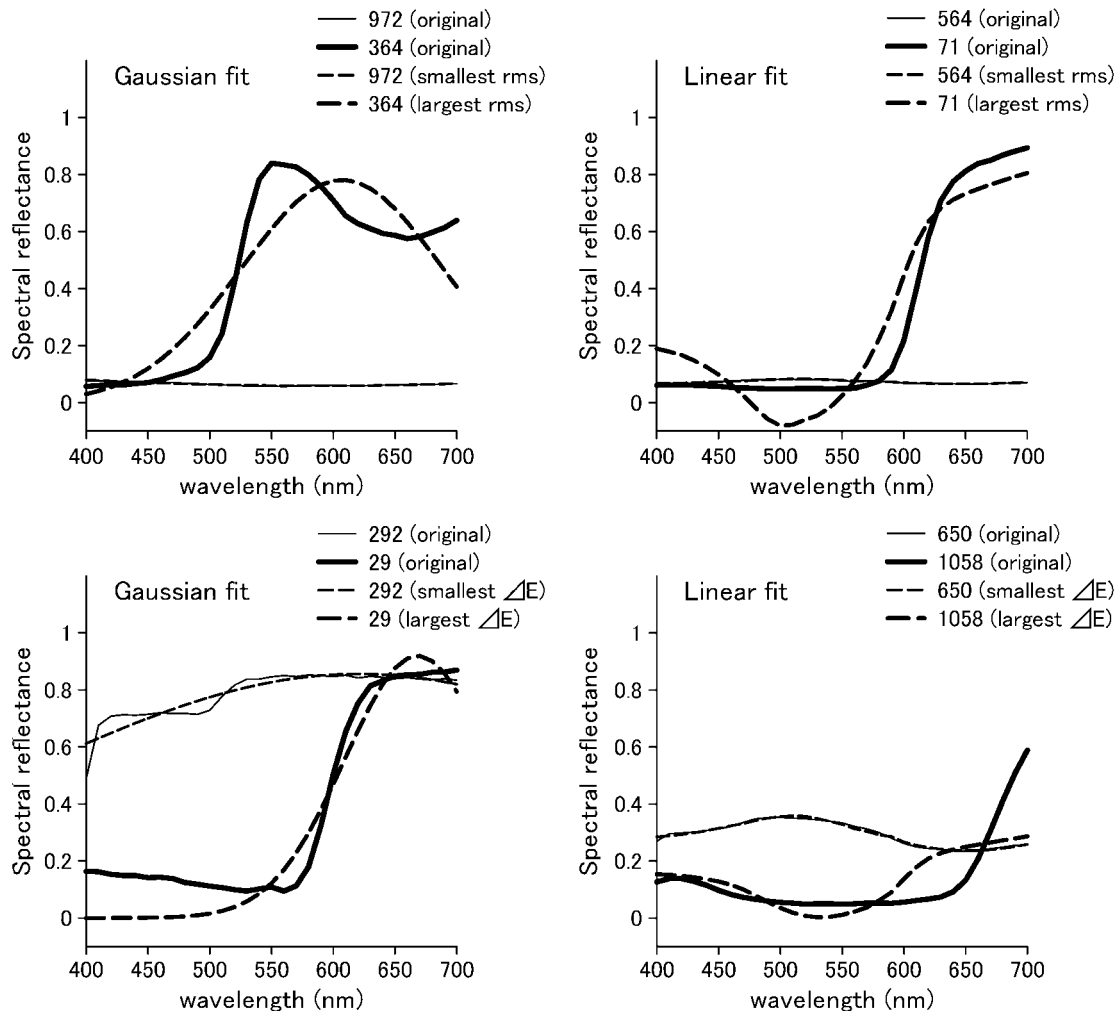 972 (original)
364 (original)
972 (smallest rms)
364 (largest rms)
Gaussian fit
1
0.8
0.6
0.4
0.2
0
Spectral reflectance
400 450 500 550 600 650 700
wavelength (nm)
564 (original)
71 (original)
564 (smallest rms)
71 (largest rms)
Linear fit
1
0.8
0.6
0.4
0.2
0
Spectral reflectance
400 450 500 550 600 650 700
wavelength (nm)
292 (original)
29 (original)
292 (smallest ⊿E)
29 (largest ⊿E)
Gaussian fit
1
0.8
0.6
0.4
0.2
0
Spectral reflectance
400 450 500 550 600 650 700
wavelength (nm)
650 (original)
1058 (original)
650 (smallest ⊿E)
1058 (largest ⊿E)
Linear fit
1
0.8
0.6
0.4
0.2
0
Spectral reflectance
400 450 500 550 600 650 700
wavelength (nm)